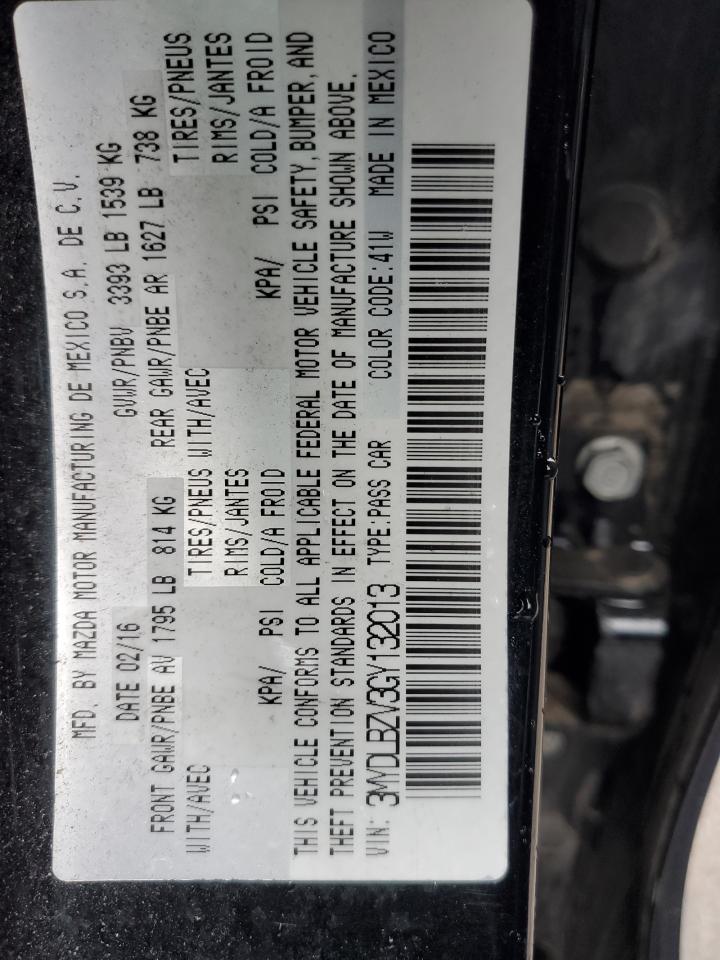 MFD. BY MAZDA MOTOR MANUFACTURING DE MEXICO S.A. DE C.V.
DATE 02/16 GVWR/PNBV 3393 LB 1539 KG
FRONT GAWR/PNBE AV 1795 LB 814 KG REAR GAWR/PNBE AR 1627 LB 738 KG
WITH/AVEC TIRES/PNEUS WITH/AVEC TIRES/PNEUS
RIMS/JANTES RIMS/JANTES
KPA/ PSI COLD/A FROID KPA/ PSI COLD/A FROID
THIS VEHICLE CONFORMS TO ALL APPLICABLE FEDERAL MOTOR VEHICLE SAFETY, BUMPER, AND
THEFT PREVENTION STANDARDS IN EFFECT ON THE DATE OF MANUFACTURE SHOWN ABOVE.
VIN: 3MYDLBZV3GY132013 TYPE:PASS CAR COLOR CODE:41W MADE IN MEXICO